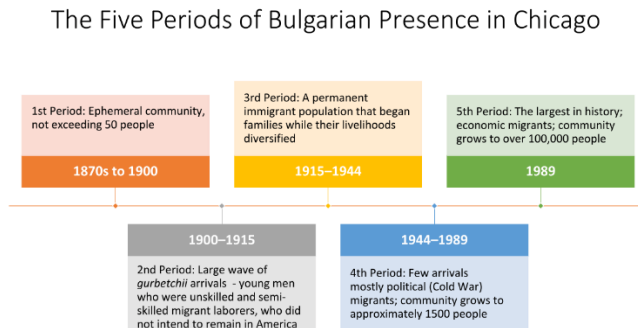 The Five Periods of Bulgarian Presence in Chicago
1st Period: Ephemeral community,
not exceeding 50 people
1870s to 1900
3rd Period: A permanent
immigrant population that began
families while their livelihoods
diversified
1915–1944
5th Period: The largest in history;
economic migrants; community
grows to over 100,000 people
1989
1900–1915
2nd Period: Large wave of
gurbetchii arrivals - young men
who were unskilled and semi-
skilled migrant laborers, who did
not intend to remain in America
1944–1989
4th Period: Few arrivals
mostly political (Cold War)
migrants; community grows to
approximately 1500 people